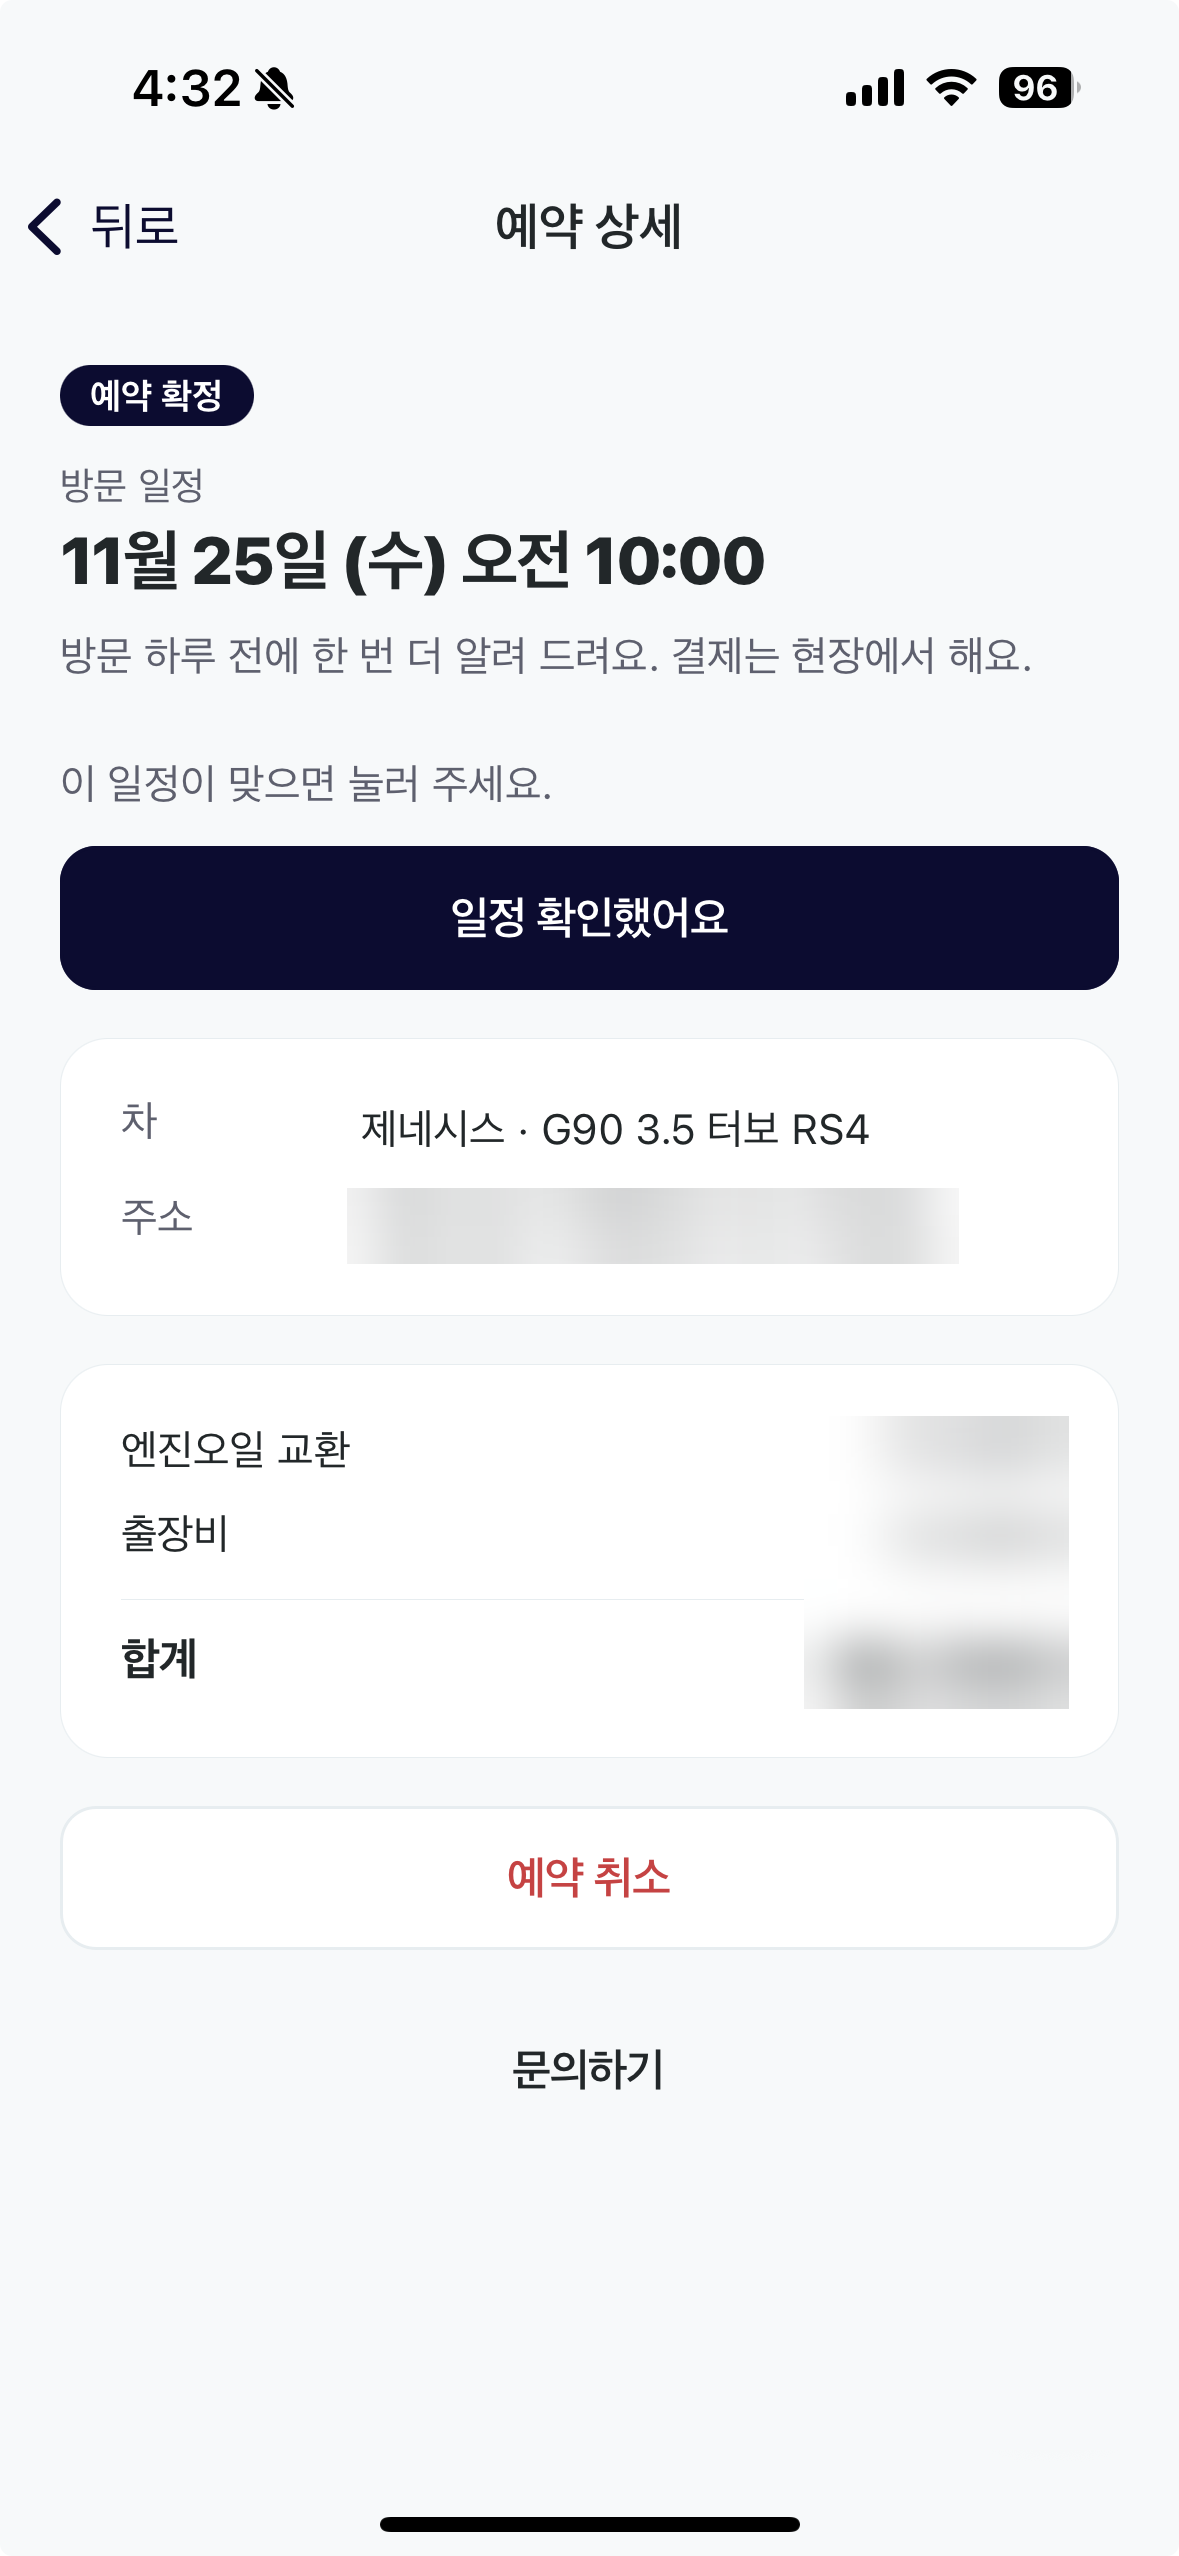 4:32
96
뒤로
예약 상세
예약 확정
방문 일정
11월 25일 (수) 오전 10:00
방문 하루 전에 한 번 더 알려 드려요. 결제는 현장에서 해요.
이 일정이 맞으면 눌러 주세요.
일정 확인했어요
차
제네시스 · G90 3.5 터보 RS4
주소
엔진오일 교환
출장비
합계
예약 취소
문의하기